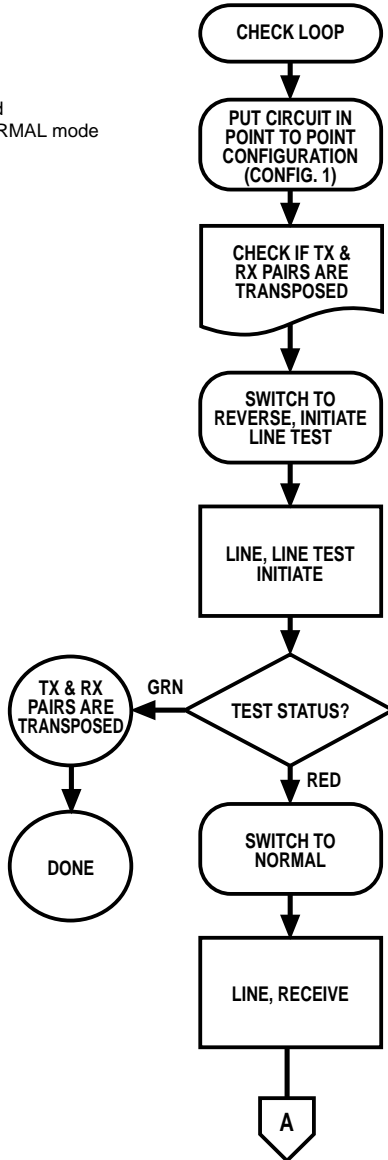 CHECK LOOP
d
RMAL mode
PUT CIRCUIT IN
POINT TO POINT
CONFIGURATION
(CONFIG. 1)
CHECK IF TX &
RX PAIRS ARE
TRANSPOSED
SWITCH TO
REVERSE, INITIATE
LINE TEST
LINE, LINE TEST
INITIATE
TX & RX
PAIRS ARE
TRANSPOSED
GRN
TEST STATUS?
RED
DONE
SWITCH TO
NORMAL
LINE, RECEIVE
A